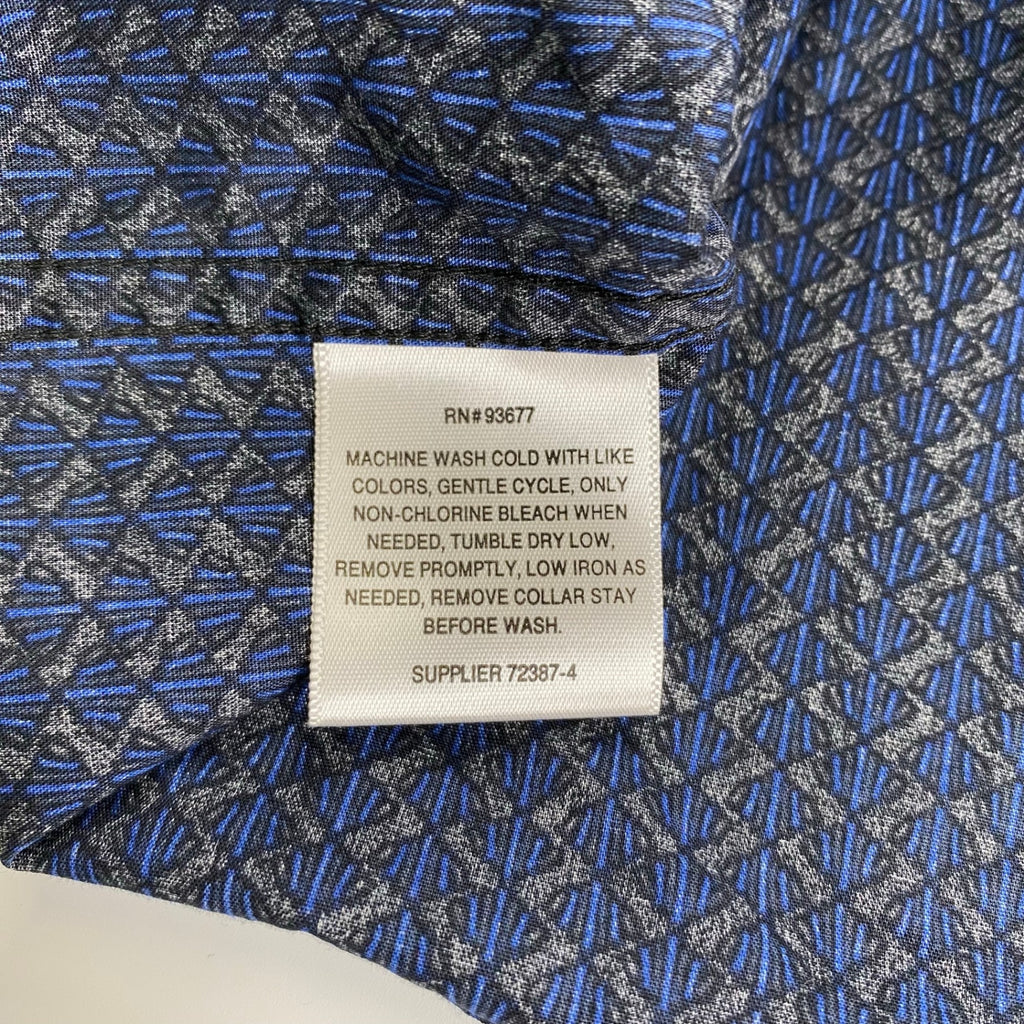 RN# 93677
MACHINE WASH COLD WITH LIKE
COLORS, GENTLE CYCLE, ONLY
NON-CHLORINE BLEACH WHEN
NEEDED, TUMBLE DRY LOW,
REMOVE PROMPTLY, LOW IRON AS
NEEDED, REMOVE COLLAR STAY
BEFORE WASH.
SUPPLIER 72387-4